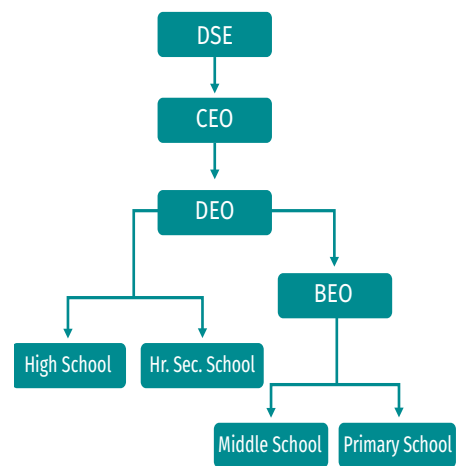 DSE
CEO
DEO
BEO
High School
Hr. Sec. School
Middle School
Primary School